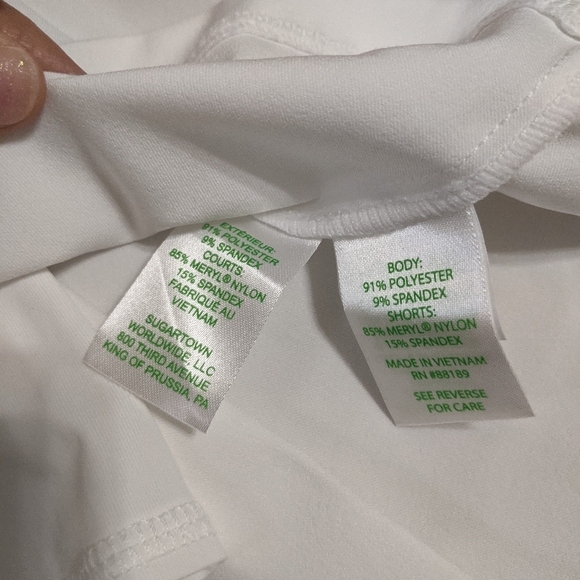 EXTÉRIEUR:
91% POLYESTER
9% SPANDEX
COURTS:
85% MERYL® NYLON
15% SPANDEX
FABRIQUÉ AU
VIETNAM
SUGARTOWN
WORLDWIDE, LLC
800 THIRD AVENUE
KING OF PRUSSIA, PA
BODY:
91% POLYESTER
9% SPANDEX
SHORTS:
85% MERYL® NYLON
15% SPANDEX
MADE IN VIETNAM
RN #88189
SEE REVERSE
FOR CARE